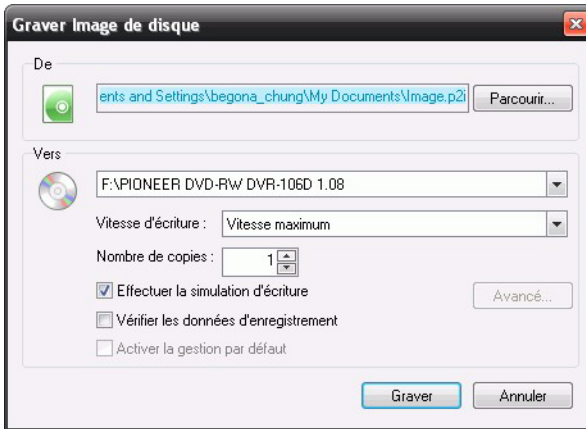 Graver Image de disque
De
ents and Settings\begona_chung\My Documents\Image.p2i
Parcourir...
Vers
F:\PIONEER DVD-RW DVR-106D 1.08
Vitesse d'écriture : Vitesse maximum
Nombre de copies : 1
Effectuer la simulation d'écriture
Avancé...
Vérifier les données d'enregistrement
Activer la gestion par défaut
Graver Annuler